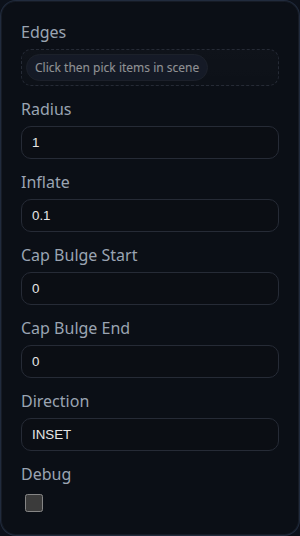 Edges
Click then pick items in scene
Radius
1
Inflate
0.1
Cap Bulge Start
0
Cap Bulge End
0
Direction
INSET
Debug